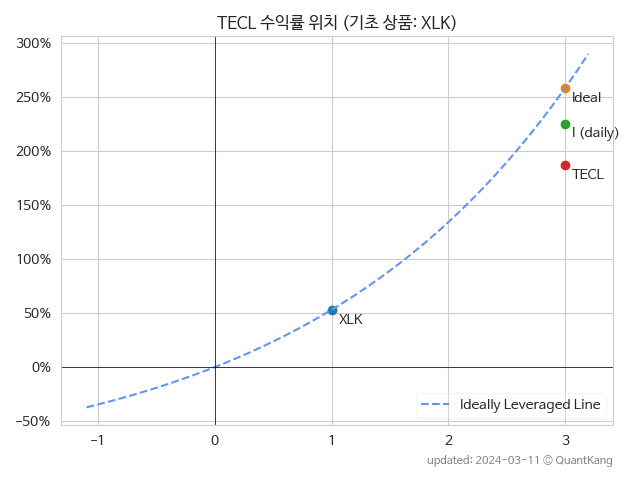 TECL 수익률 위치 (기초 상품: XLK)
300%
250%
200%
150%
100%
50%
0%
−50%
Ideal
I (daily)
TECL
XLK
Ideally Leveraged Line
−1
0
1
2
3
updated: 2024-03-11 © QuantKang